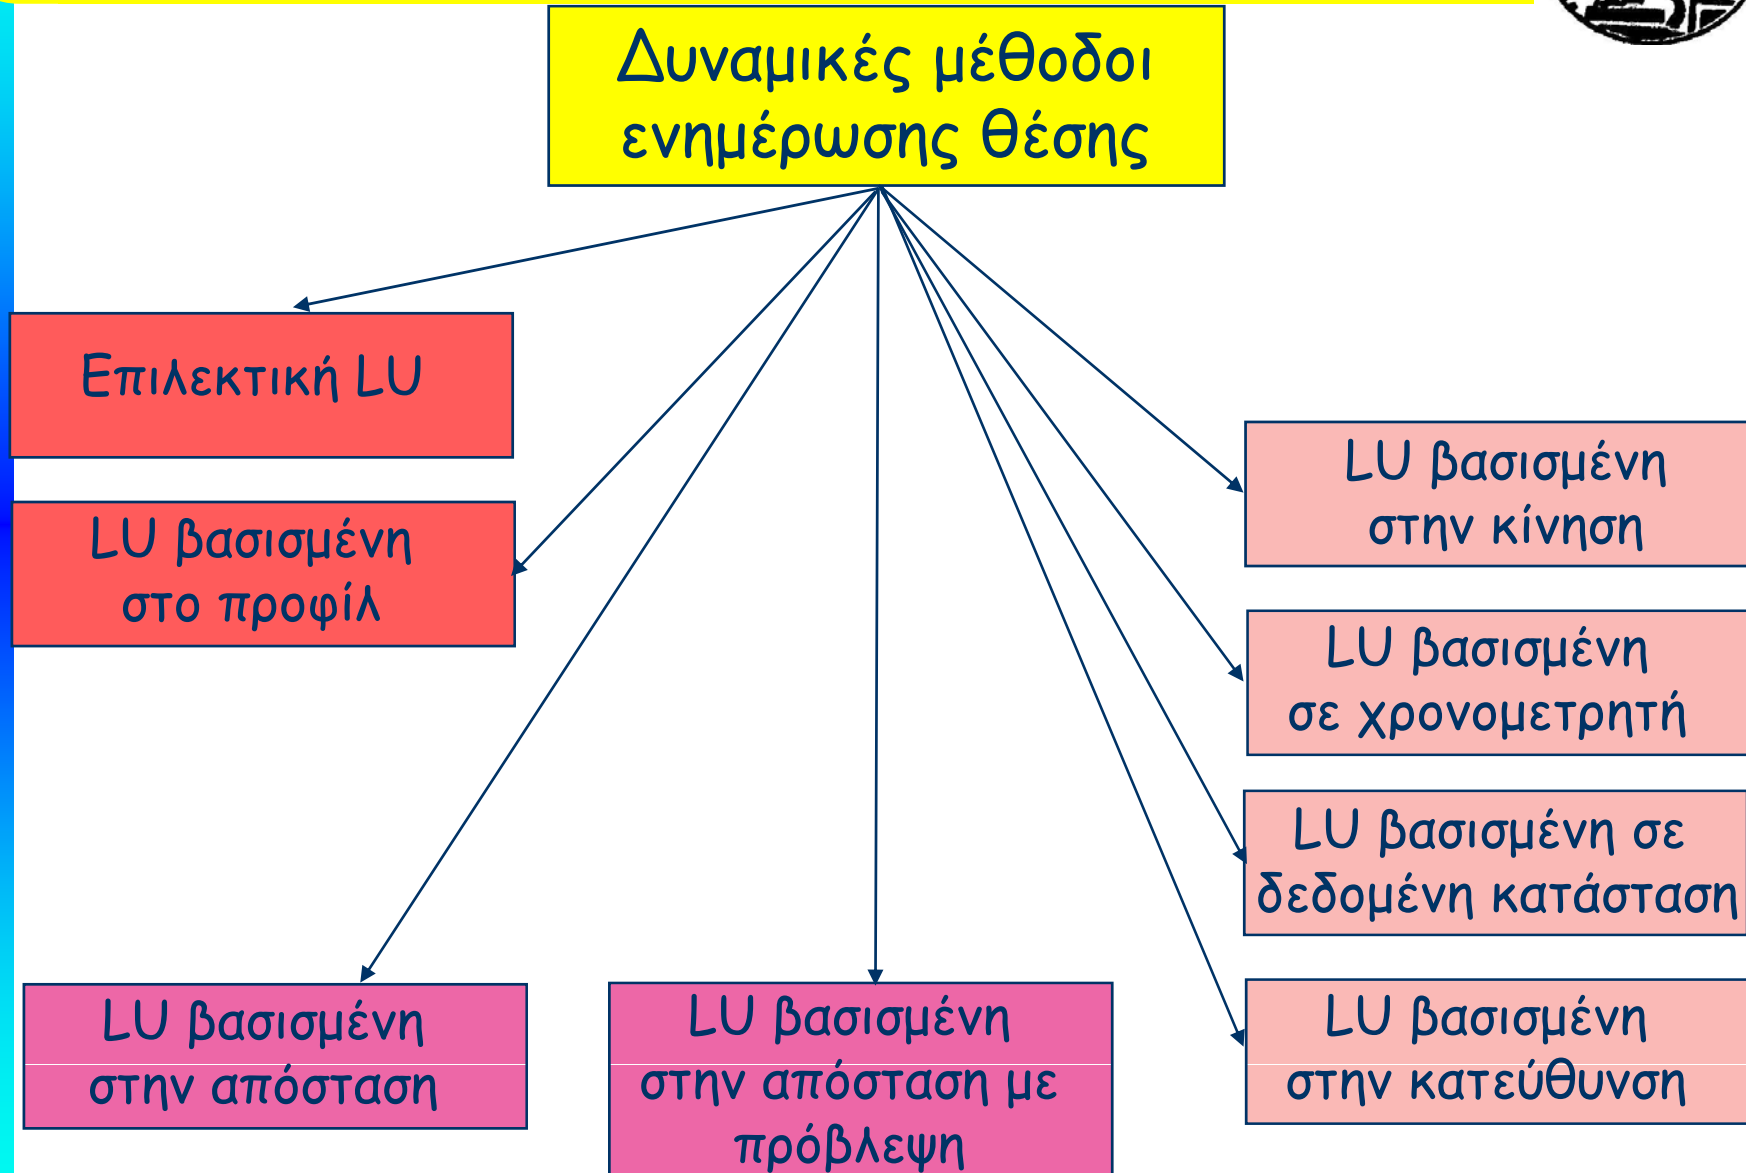 Δυναμικές μέθοδοι
ενημέρωσης θέσης
Επιλεκτική LU
LU βασισμένη
στο προφίλ
LU βασισμένη
στην απόσταση
LU βασισμένη
στην απόσταση με
πρόβλεψη
LU βασισμένη
στην κίνηση
LU βασισμένη
σε χρονομετρητή
LU βασισμένη σε
δεδομένη κατάσταση
LU βασισμένη
στην κατεύθυνση